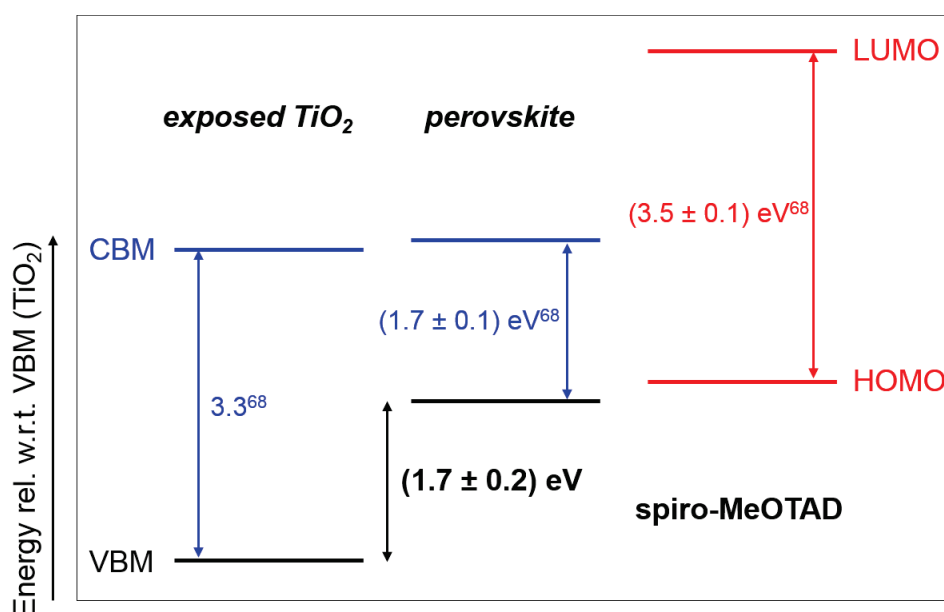 LUMO
exposed TiO₂
perovskite
(3.5 ± 0.1) eV⁶⁸
CBM
(1.7 ± 0.1) eV⁶⁸
HOMO
3.3⁶⁸
(1.7 ± 0.2) eV
spiro-MeOTAD
VBM
Energy rel. w.r.t. VBM (TiO₂)